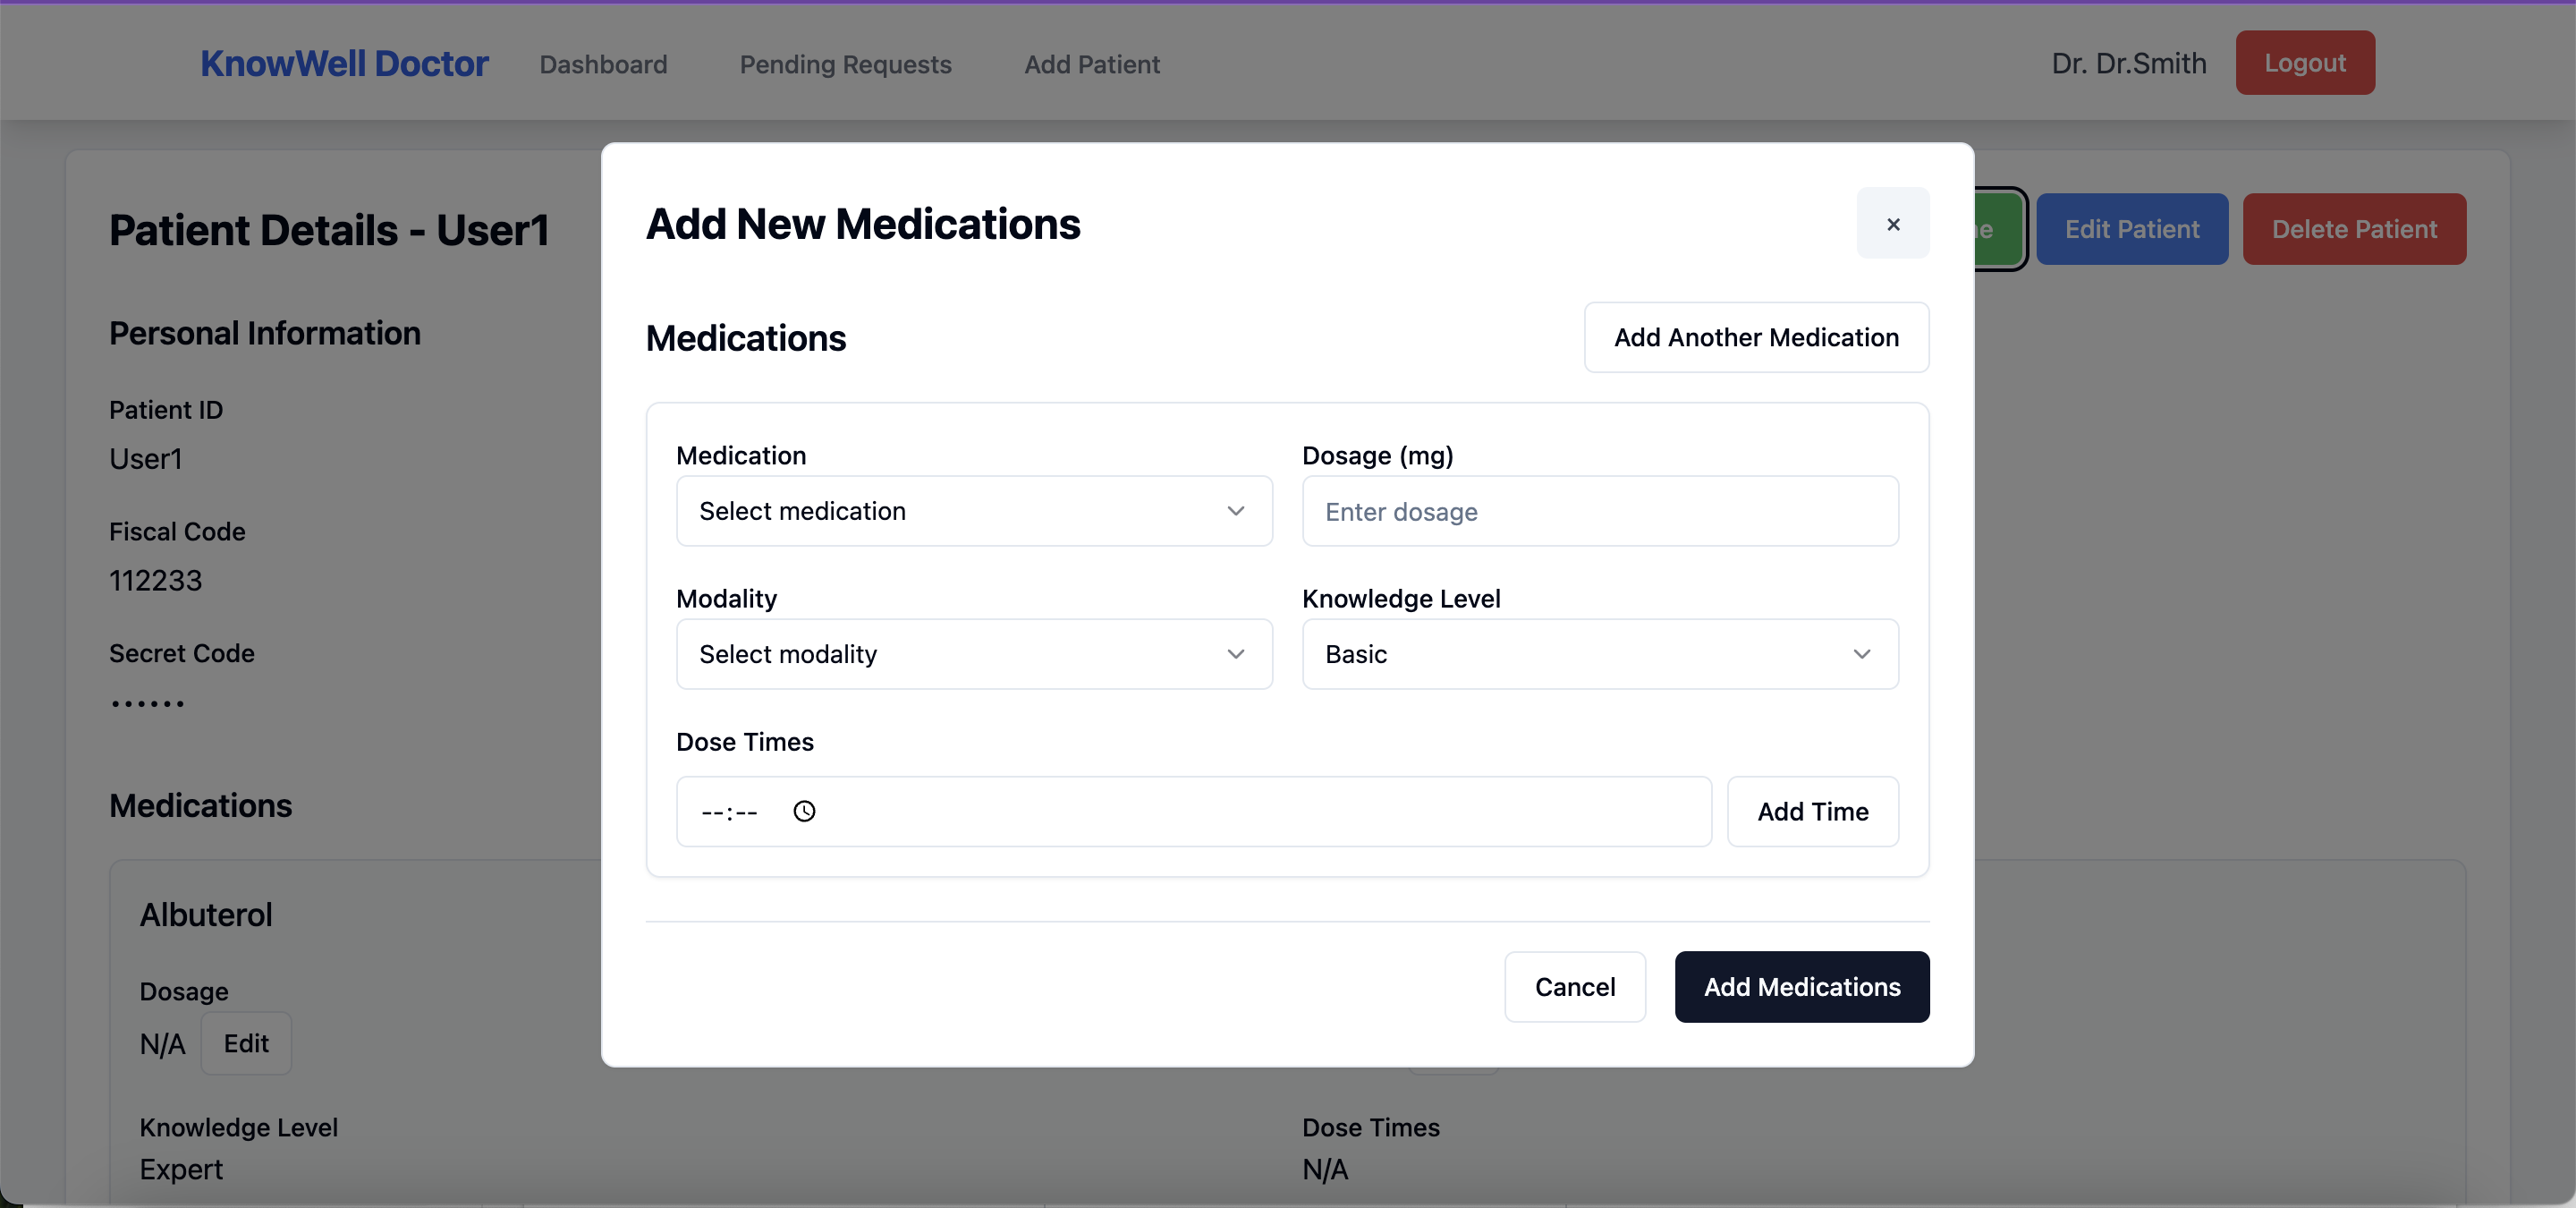 KnowWell Doctor Dashboard Pending Requests Add Patient Dr. Dr.Smith Logout
Patient Details - User1
Edit Patient Delete Patient
Personal Information
Patient ID
User1
Fiscal Code
112233
Secret Code
••••••
Medications
Albuterol
Dosage
N/A Edit
Knowledge Level
Expert
Dose Times
N/A
Add New Medications
×
Medications Add Another Medication
Medication Dosage (mg)
Select medication Enter dosage
Modality Knowledge Level
Select modality Basic
Dose Times
--:-- Add Time
Cancel Add Medications